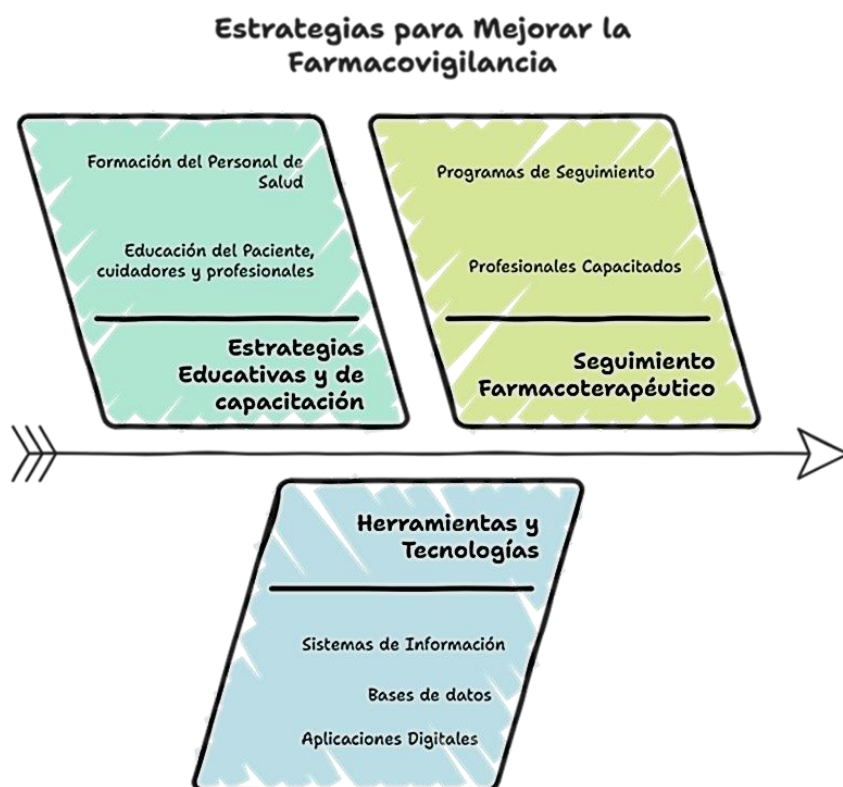 Estrategias para Mejorar la
Farmacovigilancia
Formación del Personal de
Salud
Educación del Paciente,
cuidadores y profesionales
Estrategias
Educativas y de
capacitación
Programas de Seguimiento
Profesionales Capacitados
Seguimiento
Farmacoterapéutico
Herramientas y
Tecnologías
Sistemas de Información
Bases de datos
Aplicaciones Digitales